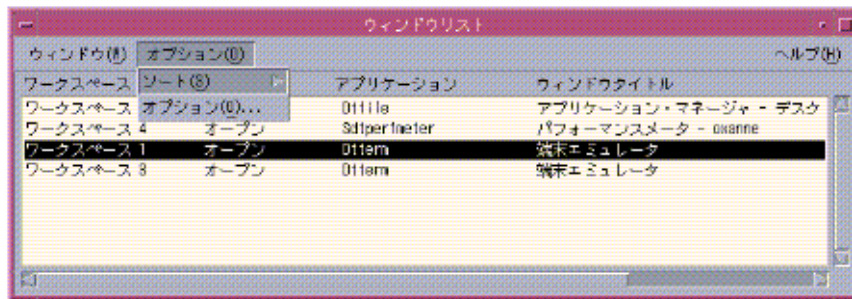 ウィンドウリスト
ウィンドウ(W) オプション(O) ヘルプ(H)
ワークスペース ソート(S) アプリケーション ウィンドウタイトル
ワークスペース オプション(O)... Dtfile アプリケーション・マネージャ - デスク
ワークスペース 4 オープン Sdtperfmeter パフォーマンスメータ - oxanne
ワークスペース 1 オープン Dtterm 端末エミュレータ
ワークスペース 3 オープン Dtterm 端末エミュレータ